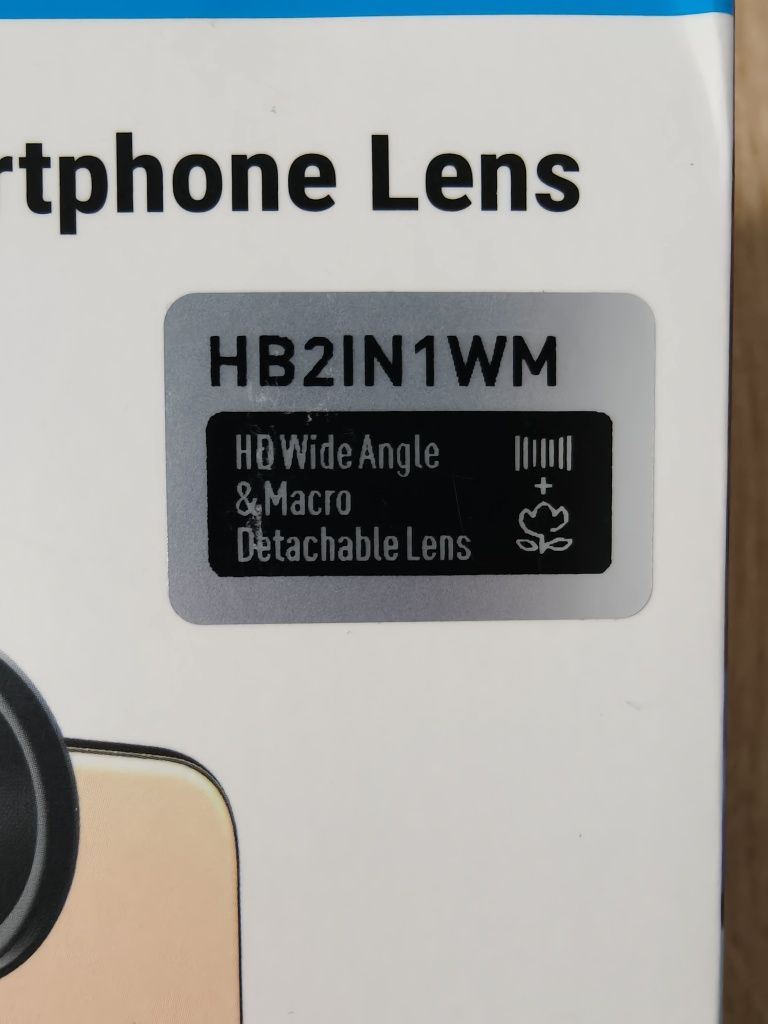 rtphone Lens
HB2IN1WM
HD Wide Angle
& Macro
Detachable Lens
+